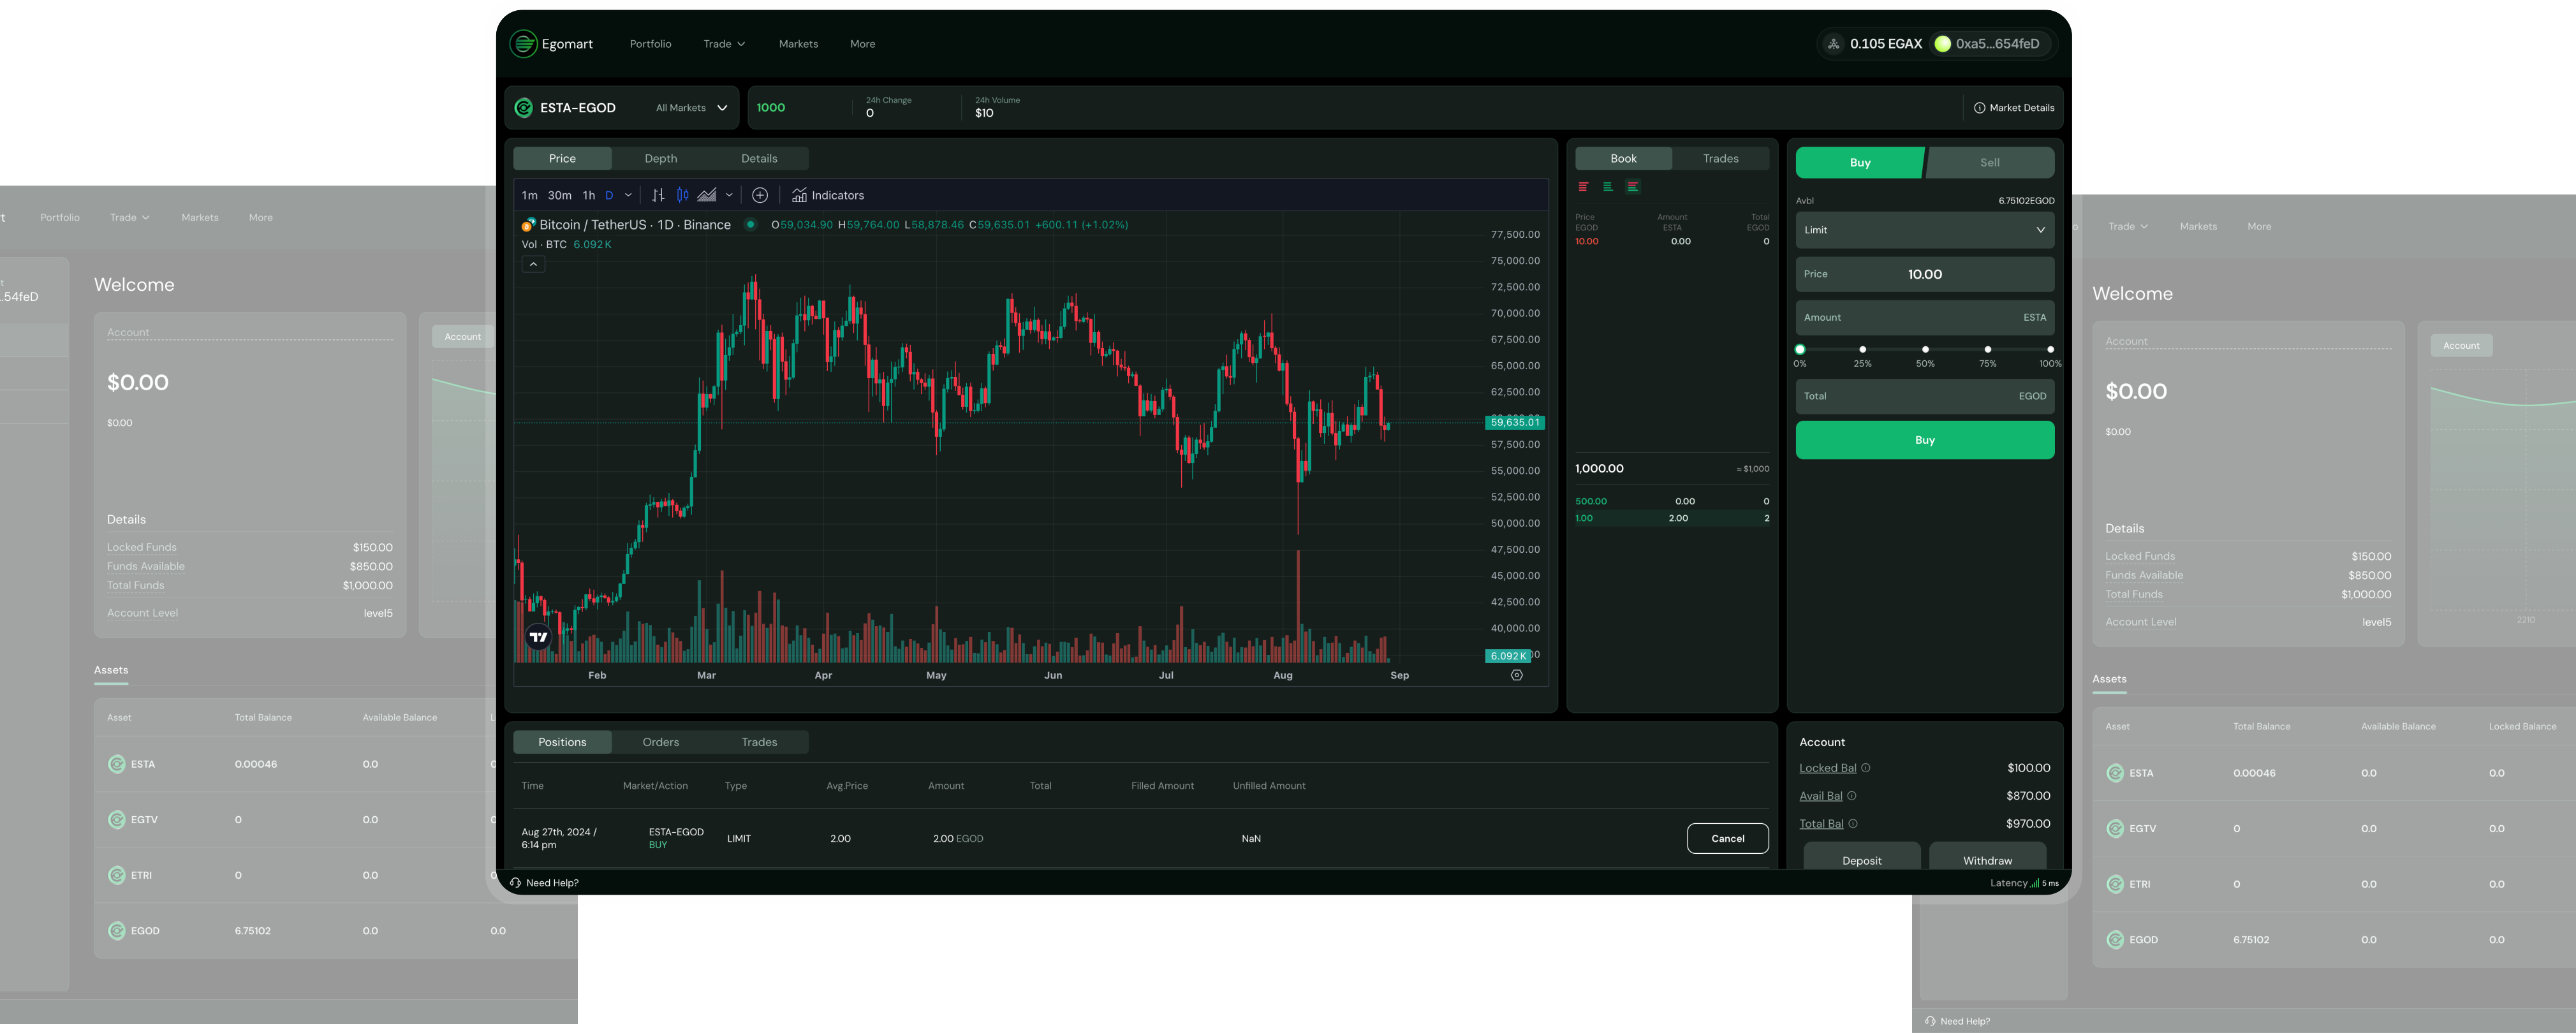 Egomart Portfolio Trade Markets More 0.105 EGAX 0xa5...654feD
ESTA-EGOD All Markets 1000 24h Change 0 24h Volume $10 Market Details
Price Depth Details
1m 30m 1h D Indicators
Bitcoin / TetherUS · 1D · Binance O59,034.90 H59,764.00 L58,878.46 C59,635.01 +600.11 (+1.02%)
Vol · BTC 6.092K
77,500.00
75,000.00
72,500.00
70,000.00
67,500.00
65,000.00
62,500.00
59,635.01
57,500.00
55,000.00
52,500.00
50,000.00
47,500.00
45,000.00
42,500.00
40,000.00
6.092K
Feb Mar Apr May Jun Jul Aug Sep
Book Trades
Price Amount Total
EGOD ESTA EGOD
10.00 0.00 0
1,000.00 ≈ $1,000
500.00 0.00 0
1.00 2.00 2
Buy Sell
Avbl 6.75102EGOD
Limit
Price 10.00
Amount ESTA
0% 25% 50% 75% 100%
Total EGOD
Buy
Positions Orders Trades
Time Market/Action Type Avg.Price Amount Total Filled Amount Unfilled Amount
Aug 27th, 2024 / 6:14 pm ESTA-EGOD BUY LIMIT 2.00 2.00 EGOD NaN Cancel
Account
Locked Bal $100.00
Avail Bal $870.00
Total Bal $970.00
Deposit Withdraw
Need Help? Latency 5 ms
t Portfolio Trade Markets More
t
...54feD
Welcome
Account
$0.00
$0.00
Details
Locked Funds $150.00
Funds Available $850.00
Total Funds $1,000.00
Account Level level5
Account
Assets
Asset Total Balance Available Balance L
ESTA 0.00046 0.0 0
EGTV 0 0.0 0
ETRI 0 0.0 0
EGOD 6.75102 0.0 0.0
o Trade Markets More
Welcome
Account
$0.00
$0.00
Details
Locked Funds $150.00
Funds Available $850.00
Total Funds $1,000.00
Account Level level5
Account
2210
Assets
Asset Total Balance Available Balance Locked Balance
ESTA 0.00046 0.0 0.0
EGTV 0 0.0 0.0
ETRI 0 0.0 0.0
EGOD 6.75102 0.0 0.0
Need Help?